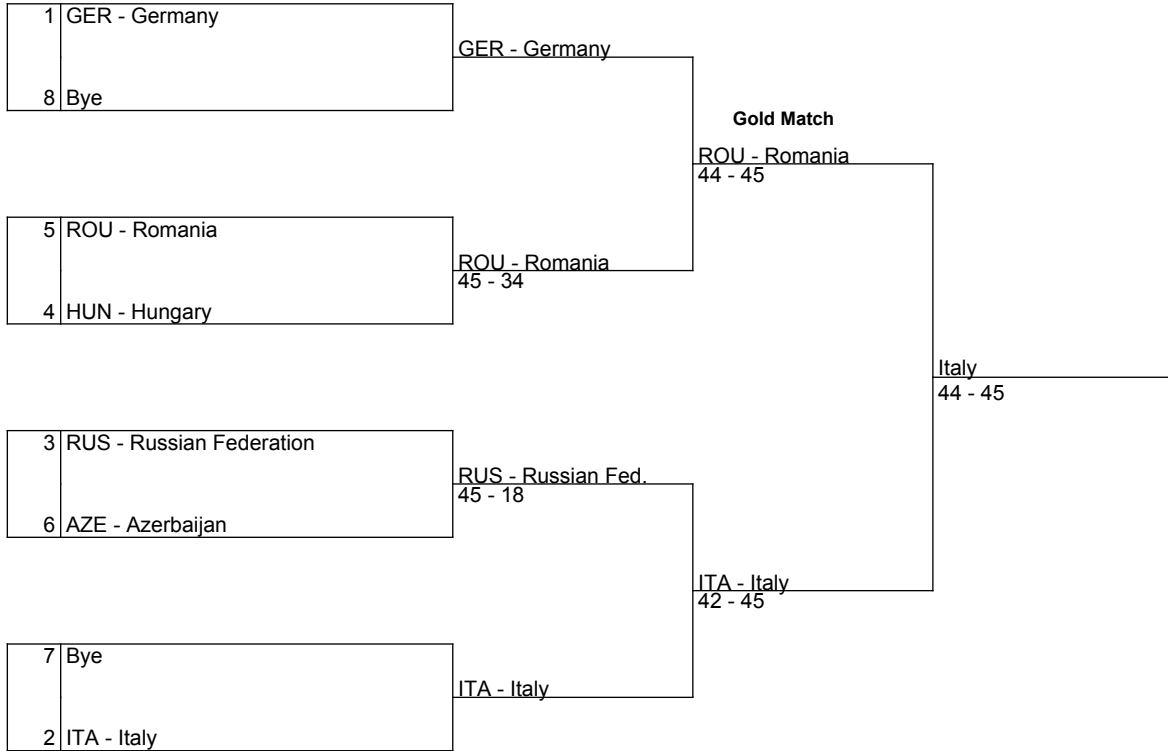 1 GER - Germany
GER - Germany
8 Bye
Gold Match
ROU - Romania
44 - 45
5 ROU - Romania
ROU - Romania
45 - 34
4 HUN - Hungary
Italy
44 - 45
3 RUS - Russian Federation
RUS - Russian Fed.
45 - 18
6 AZE - Azerbaijan
ITA - Italy
42 - 45
7 Bye
ITA - Italy
2 ITA - Italy